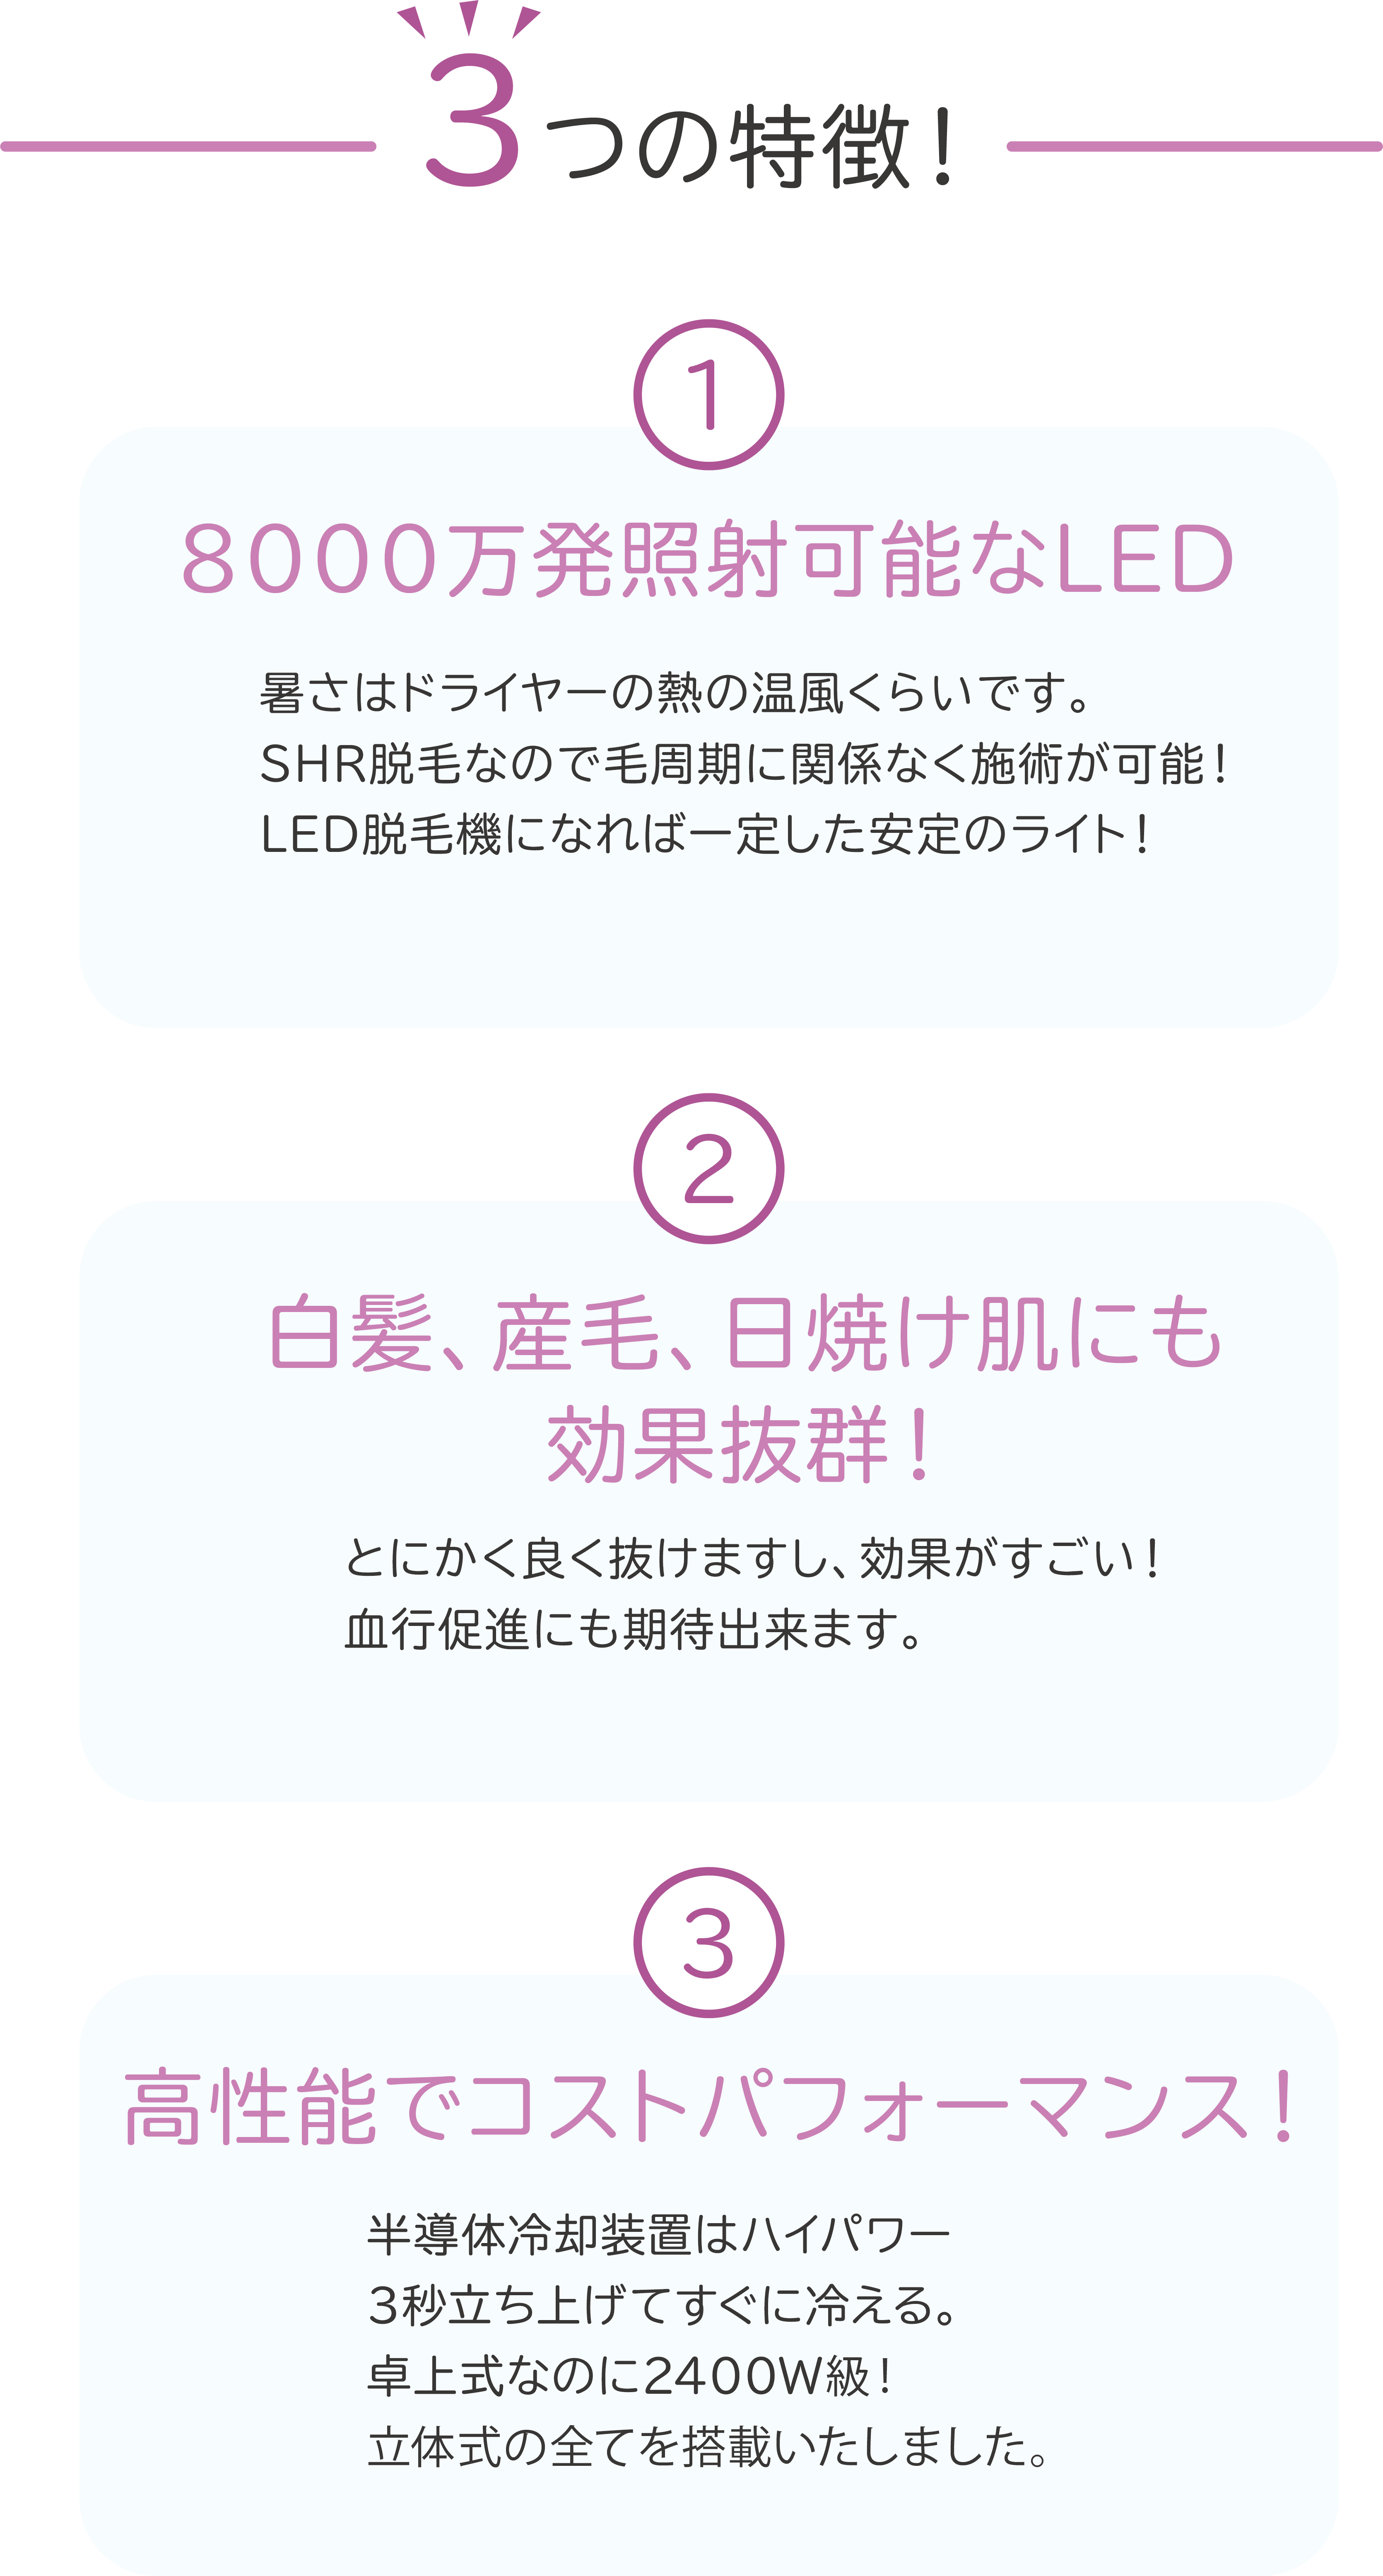 3つの特徴！
1
8000万発照射可能なLED
暑さはドライヤーの熱の温風くらいです。
SHR脱毛なので毛周期に関係なく施術が可能！
LED脱毛機になれば一定した安定のライト！
2
白髪、産毛、日焼け肌にも
効果抜群！
とにかく良く抜けますし、効果がすごい！
血行促進にも期待出来ます。
3
高性能でコストパフォーマンス！
半導体冷却装置はハイパワー
3秒立ち上げてすぐに冷える。
卓上式なのに2400W級！
立体式の全てを搭載いたしました。